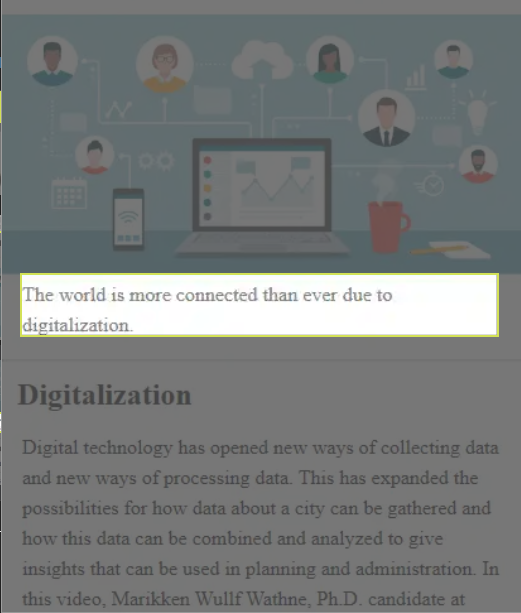 The world is more connected than ever due to
digitalization.
Digitalization
Digital technology has opened new ways of collecting data
and new ways of processing data. This has expanded the
possibilities for how data about a city can be gathered and
how this data can be combined and analyzed to give
insights that can be used in planning and administration. In
this video, Marikken Wullf Wathne, Ph.D. candidate at